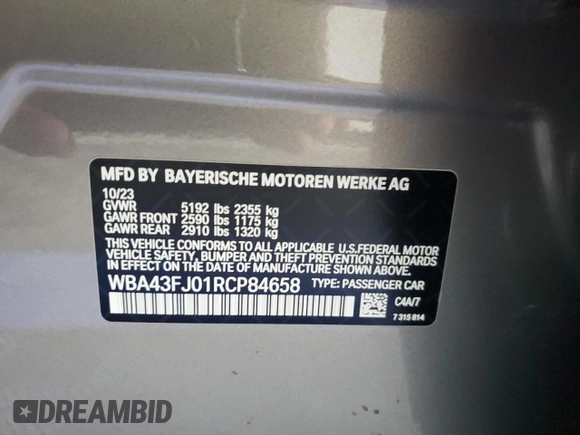 MFD BY BAYERISCHE MOTOREN WERKE AG
10/23
GVWR 5192 lbs 2355 kg
GAWR FRONT 2590 lbs 1175 kg
GAWR REAR 2910 lbs 1320 kg
THIS VEHICLE CONFORMS TO ALL APPLICABLE U.S.FEDERAL MOTOR
VEHICLE SAFETY, BUMPER AND THEFT PREVENTION STANDARDS
IN EFFECT ON THE DATE OF MANUFACTURE SHOWN ABOVE.
WBA43FJ01RCP84658 TYPE: PASSENGER CAR
C4A/7
7 315 814
DREAMBID